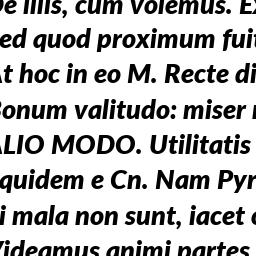 De illis, cum volemus. Ex
ed quod proximum fuit
At hoc in eo M. Recte di
Bonum valitudo: miser
ALIO MODO. Utilitatis
quidem e Cn. Nam Pyr
i mala non sunt, iacet
Videamus animi partes